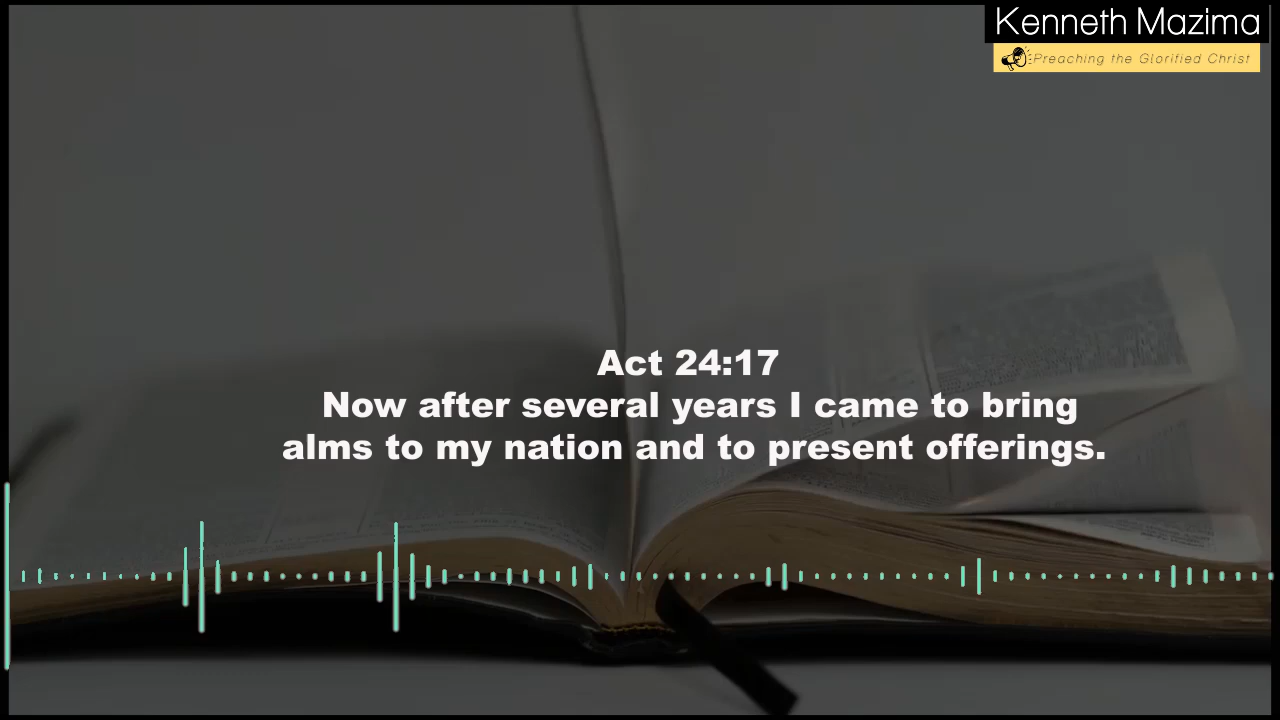 Kenneth Mazima
Preaching the Glorified Christ
Act 24:17
Now after several years I came to bring
alms to my nation and to present offerings.